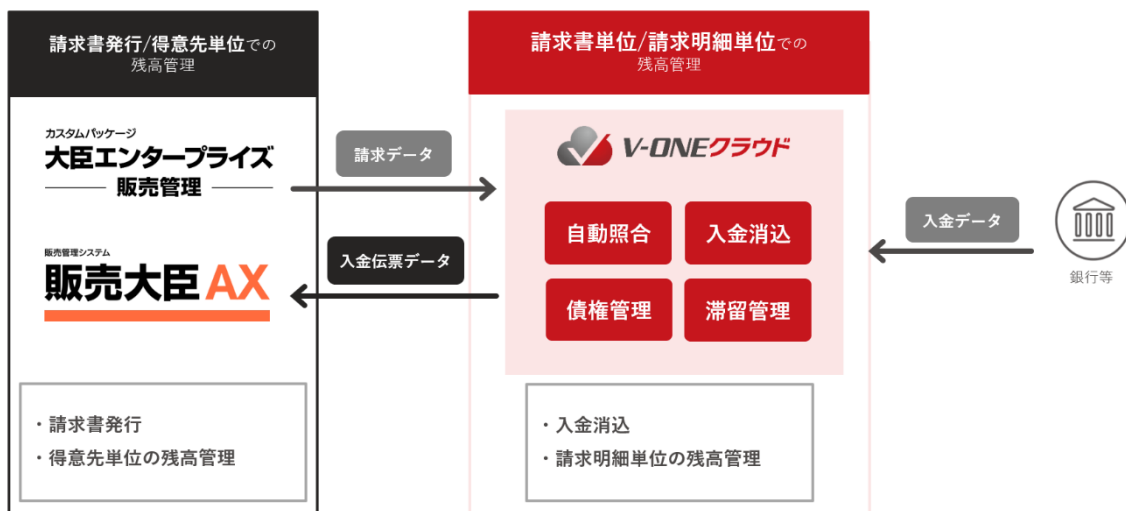 請求書発行/得意先単位での
残高管理
カスタムパッケージ
大臣エンタープライズ
販売管理
販売管理システム
販売大臣AX
・請求書発行
・得意先単位の残高管理
請求データ
入金伝票データ
請求書単位/請求明細単位での
残高管理
V-ONEクラウド
自動照合
入金消込
債権管理
滞留管理
・入金消込
・請求明細単位の残高管理
入金データ
銀行等